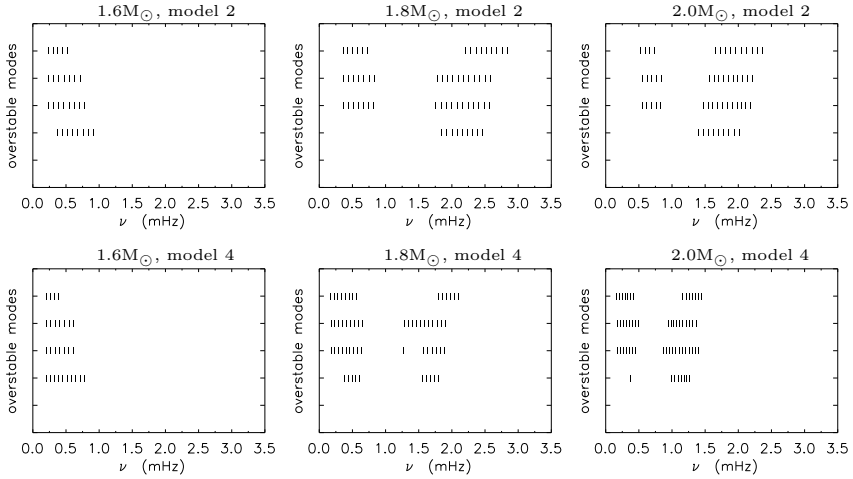 1.6M⊙, model 2
overstable modes
0.0 0.5 1.0 1.5 2.0 2.5 3.0 3.5
ν (mHz)
1.8M⊙, model 2
overstable modes
0.0 0.5 1.0 1.5 2.0 2.5 3.0 3.5
ν (mHz)
2.0M⊙, model 2
overstable modes
0.0 0.5 1.0 1.5 2.0 2.5 3.0 3.5
ν (mHz)
1.6M⊙, model 4
overstable modes
0.0 0.5 1.0 1.5 2.0 2.5 3.0 3.5
ν (mHz)
1.8M⊙, model 4
overstable modes
0.0 0.5 1.0 1.5 2.0 2.5 3.0 3.5
ν (mHz)
2.0M⊙, model 4
overstable modes
0.0 0.5 1.0 1.5 2.0 2.5 3.0 3.5
ν (mHz)